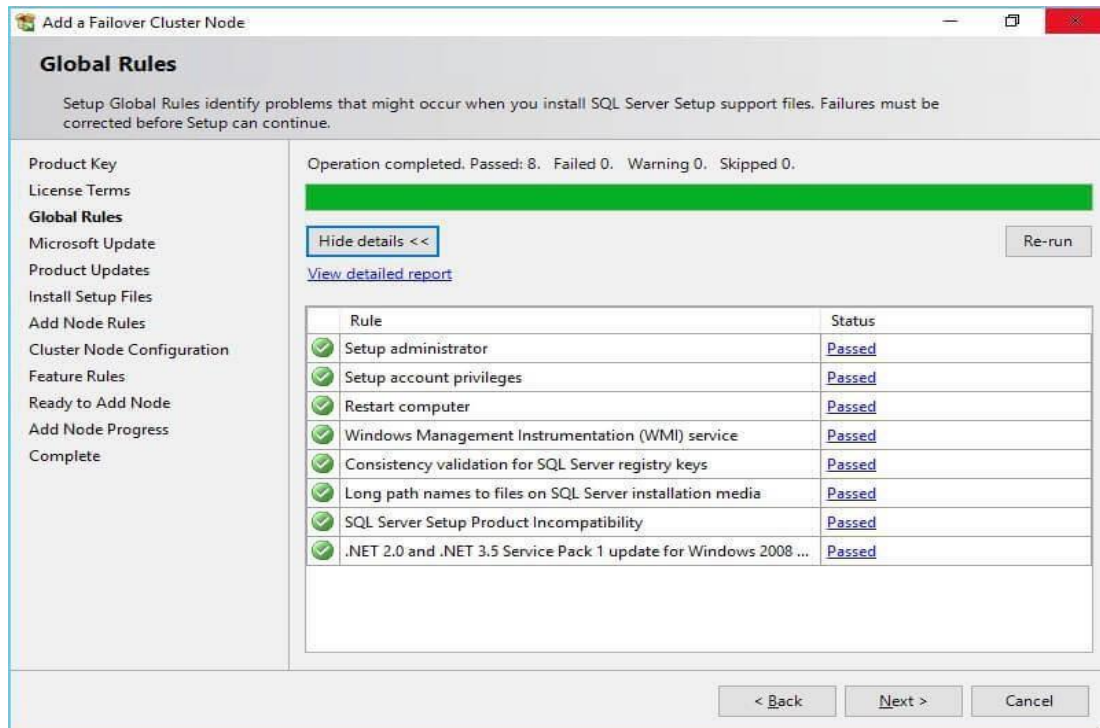 Add a Failover Cluster Node
Global Rules
Setup Global Rules identify problems that might occur when you install SQL Server Setup support files. Failures must be
corrected before Setup can continue.
Product Key
License Terms
Global Rules
Microsoft Update
Product Updates
Install Setup Files
Add Node Rules
Cluster Node Configuration
Feature Rules
Ready to Add Node
Add Node Progress
Complete
Operation completed. Passed: 8. Failed 0. Warning 0. Skipped 0.
Hide details <<
Re-run
View detailed report
Rule Status
Setup administrator Passed
Setup account privileges Passed
Restart computer Passed
Windows Management Instrumentation (WMI) service Passed
Consistency validation for SQL Server registry keys Passed
Long path names to files on SQL Server installation media Passed
SQL Server Setup Product Incompatibility Passed
.NET 2.0 and .NET 3.5 Service Pack 1 update for Windows 2008 ... Passed
< Back Next > Cancel